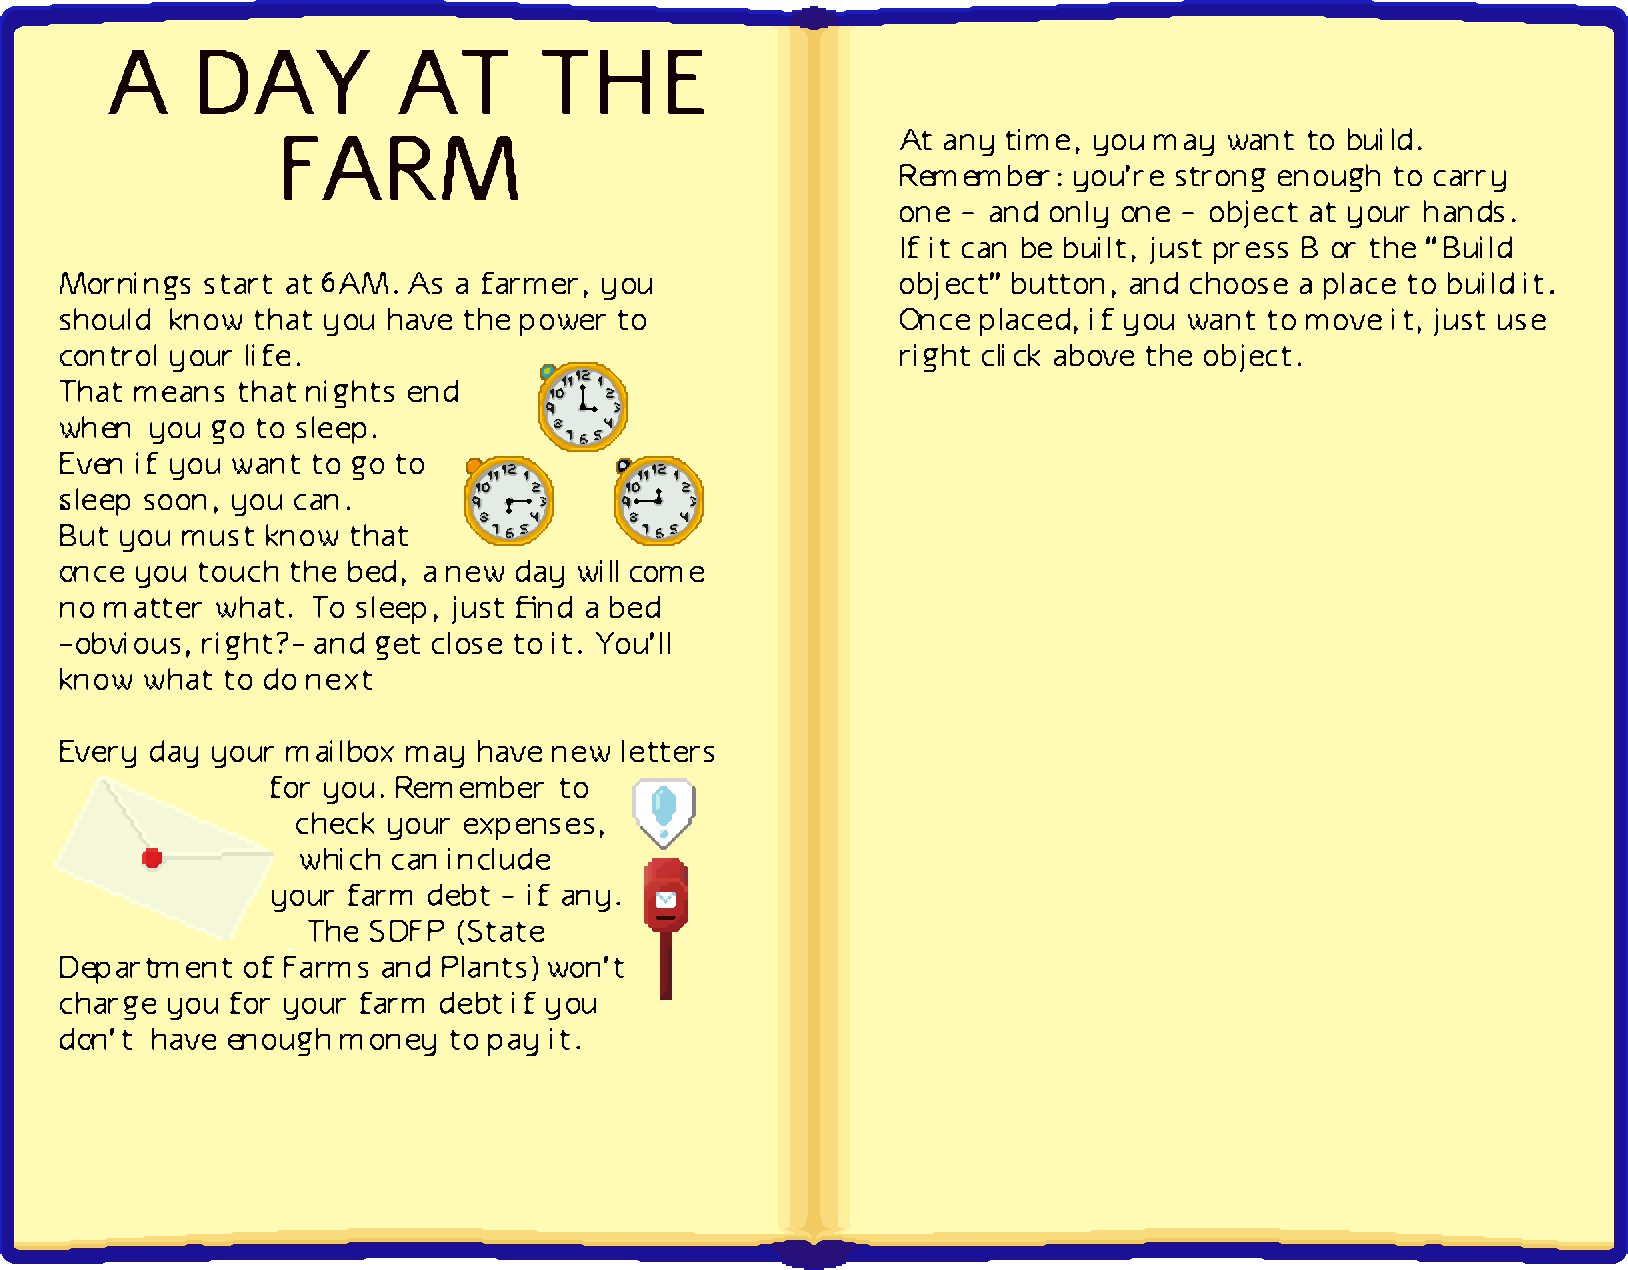 A DAY AT THE
FARM
Mornings start at 6AM. As a farmer, you
should know that you have the power to
control your life.
That means that nights end
when you go to sleep.
Even if you want to go to
sleep soon, you can.
But you must know that
once you touch the bed, a new day will come
no matter what. To sleep, just find a bed
-obvious, right?- and get close to it. You'll
know what to do next
Every day your mailbox may have new letters
for you. Remember to
check your expenses,
which can include
your farm debt - if any.
The SDFP (State
Department of Farms and Plants) won't
charge you for your farm debt if you
don't have enough money to pay it.
At any time, you may want to build.
Remember: you're strong enough to carry
one - and only one - object at your hands.
If it can be built, just press B or the "Build
object" button, and choose a place to build it.
Once placed, if you want to move it, just use
right click above the object.